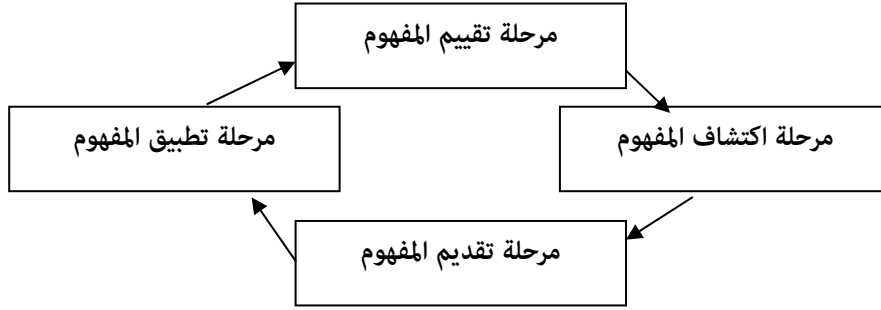 مرحلة تقييم المفهوم
مرحلة اكتشاف المفهوم
مرحلة تطبيق المفهوم
مرحلة تقديم المفهوم